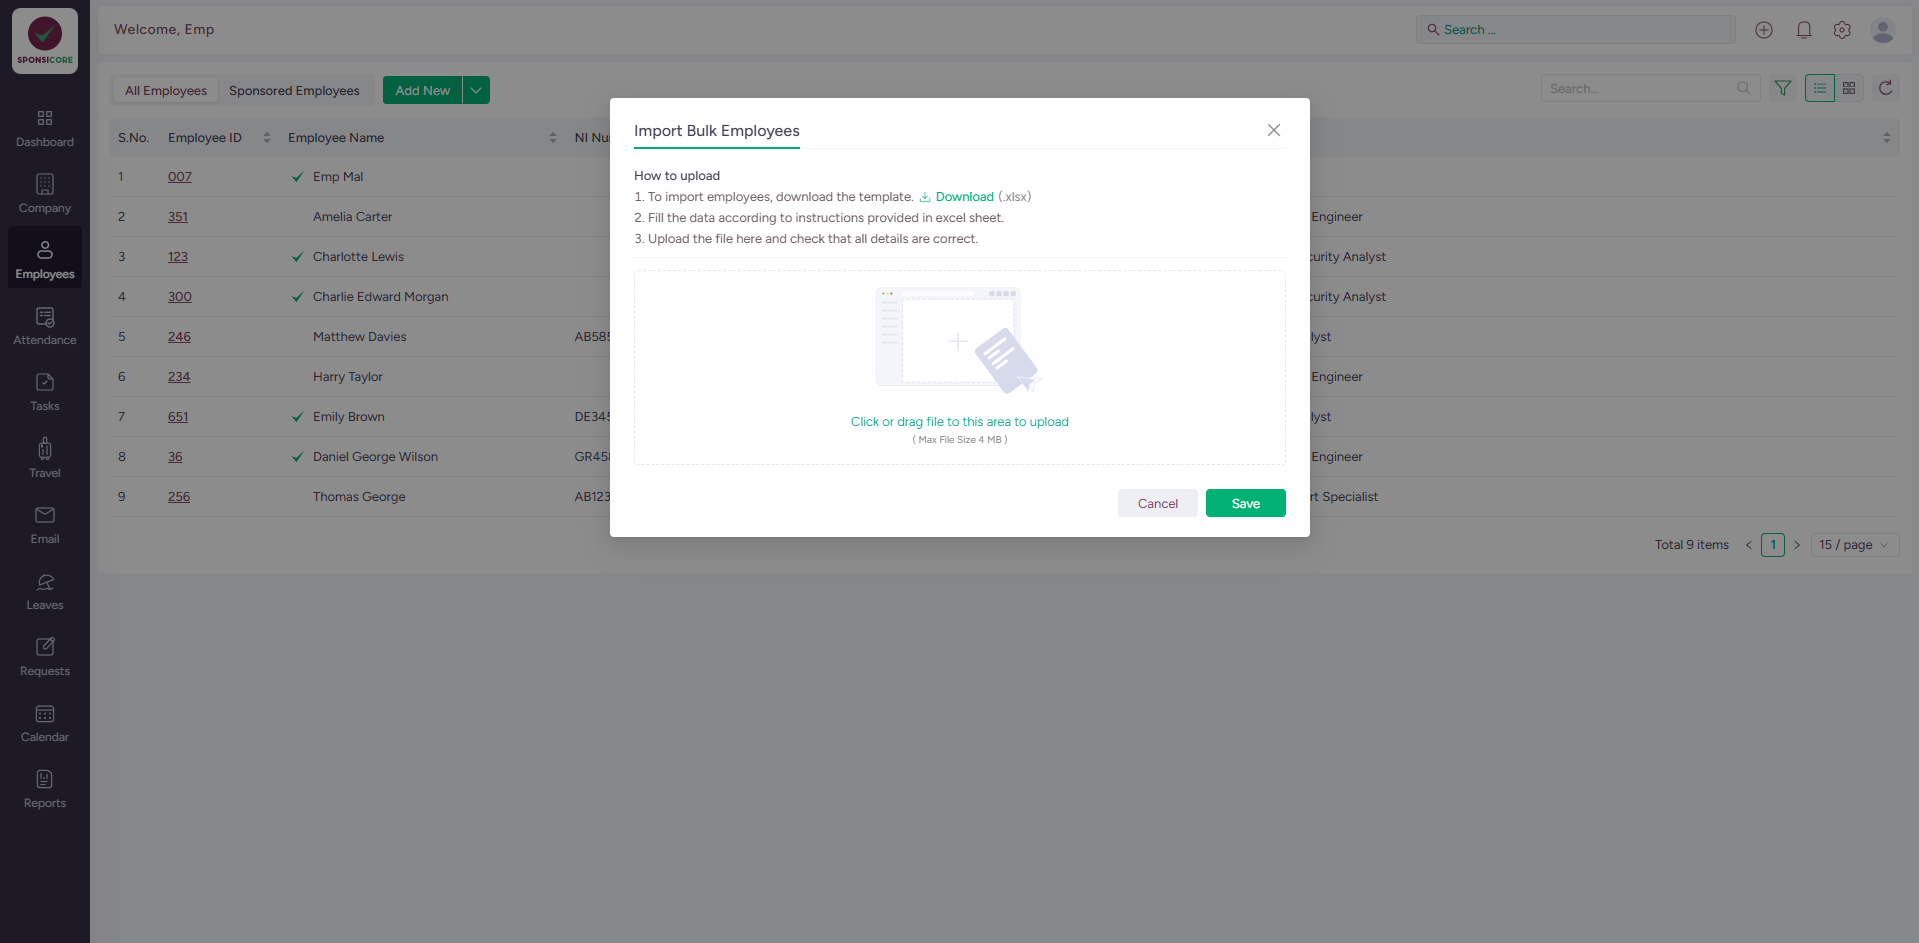 SPONSICORE
Welcome, Emp
Search ...
Dashboard
Company
Employees
Attendance
Tasks
Travel
Email
Leaves
Requests
Calendar
Reports
All Employees Sponsored Employees Add New
Search...
S.No. Employee ID Employee Name NI Nu
1 007 Emp Mal
2 351 Amelia Carter Engineer
3 123 Charlotte Lewis curity Analyst
4 300 Charlie Edward Morgan curity Analyst
5 246 Matthew Davies AB585 lyst
6 234 Harry Taylor Engineer
7 651 Emily Brown DE345 lyst
8 36 Daniel George Wilson GR458 Engineer
9 256 Thomas George AB123 rt Specialist
Total 9 items 1 15 / page
Import Bulk Employees
How to upload
1. To import employees, download the template. Download (.xlsx)
2. Fill the data according to instructions provided in excel sheet.
3. Upload the file here and check that all details are correct.
Click or drag file to this area to upload
( Max File Size 4 MB )
Cancel Save